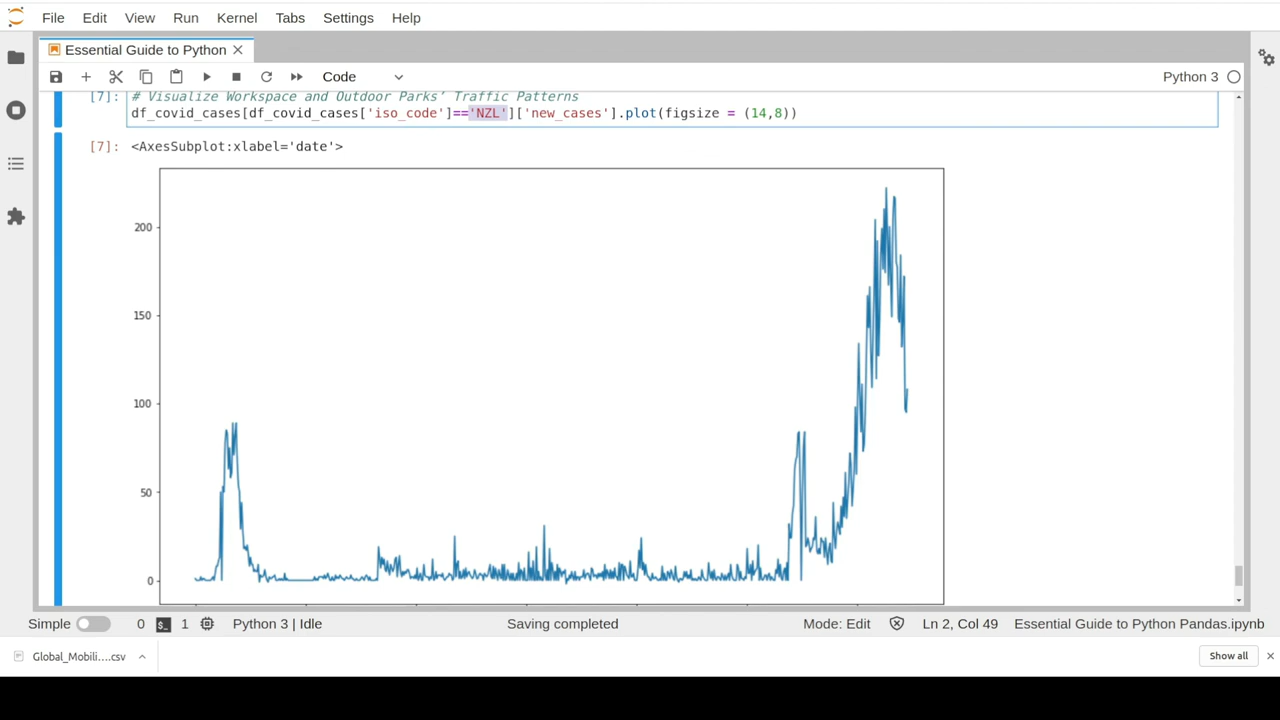 File Edit View Run Kernel Tabs Settings Help
Essential Guide to Python
Code
Python 3
[7]: # Visualize Workspace and Outdoor Parks’ Traffic Patterns
df_covid_cases[df_covid_cases['iso_code']=='NZL']['new_cases'].plot(figsize = (14,8))
[7]: <AxesSubplot:xlabel='date'>
200
150
100
50
0
Simple 0 $_ 1 Python 3 | Idle Saving completed Mode: Edit Ln 2, Col 49 Essential Guide to Python Pandas.ipynb
Global_Mobili....csv Show all